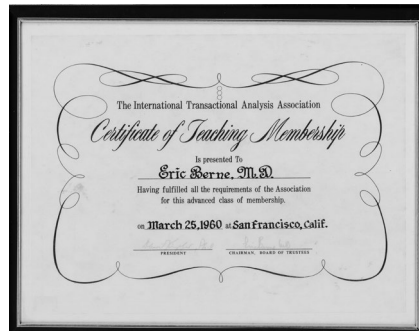 The International Transactional Analysis Association
Certificate of Teaching Membership
Is presented To
Eric Berne, M.D.
Having fulfilled all the requirements of the Association
for this advanced class of membership.
on March 25, 1960 at San Francisco, Calif.
PRESIDENT CHAIRMAN, BOARD OF TRUSTEES